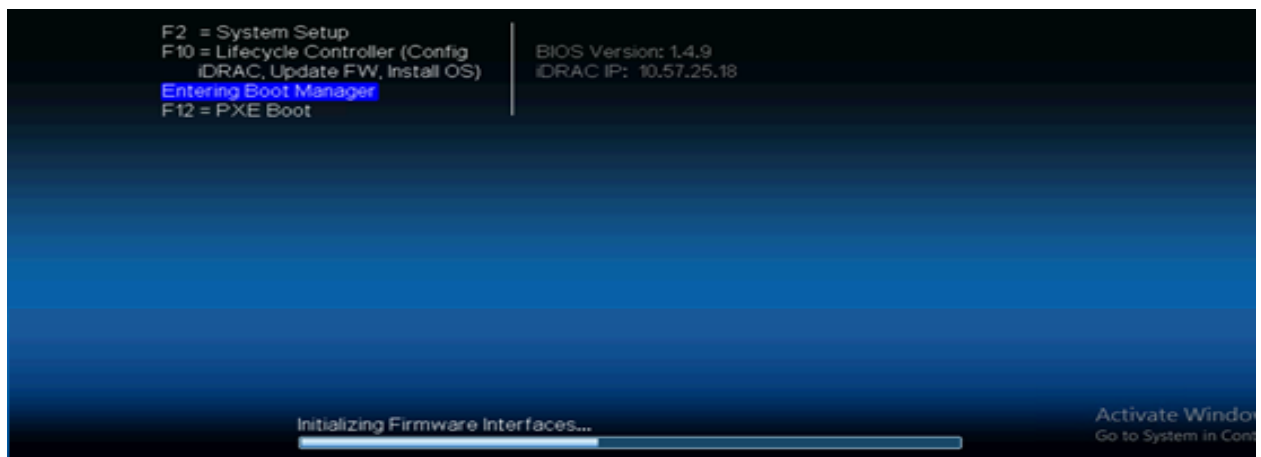 F2 = System Setup
F10 = Lifecycle Controller (Config
iDRAC, Update FW, Install OS)
Entering Boot Manager
F12 = PXE Boot
BIOS Version: 1.4.9
iDRAC IP: 10.57.25.18
Initializing Firmware Interfaces...
Activate Windo
Go to System in Cont